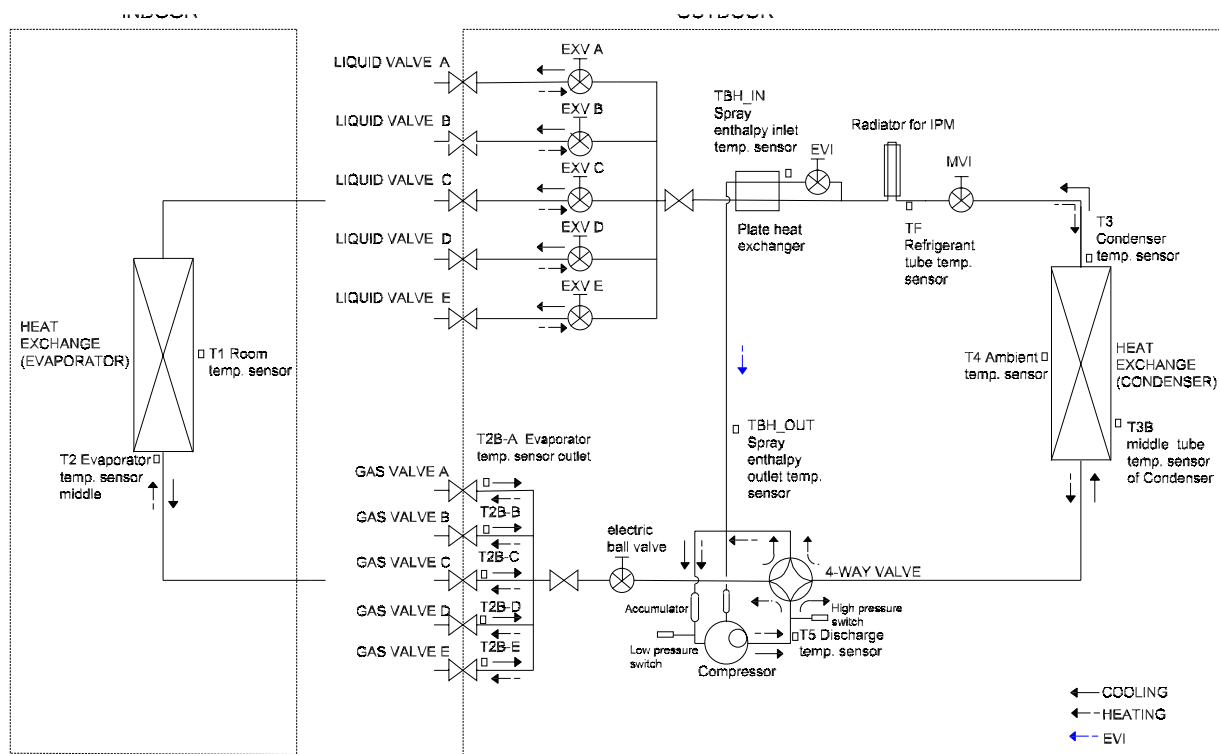 INDOOR
OUTDOOR
LIQUID VALVE A
EXV A
LIQUID VALVE B
EXV B
LIQUID VALVE C
EXV C
LIQUID VALVE D
EXV D
LIQUID VALVE E
EXV E
TBH_IN
Spray
enthalpy inlet
temp. sensor
EVI
Radiator for IPM
MVI
Plate heat
exchanger
TF
Refrigerant
tube temp.
sensor
T3
Condenser
temp. sensor
HEAT
EXCHANGE
(EVAPORATOR)
T1 Room
temp. sensor
T4 Ambient
temp. sensor
HEAT
EXCHANGE
(CONDENSER)
T3B
middle tube
temp. sensor
of Condenser
T2 Evaporator
temp. sensor
middle
T2B-A Evaporator
temp. sensor outlet
TBH_OUT
Spray
enthalpy
outlet temp.
sensor
GAS VALVE A
GAS VALVE B
T2B-B
GAS VALVE C
T2B-C
GAS VALVE D
T2B-D
GAS VALVE E
T2B-E
electric
ball valve
4-WAY VALVE
Accumulator
High pressure
switch
Low pressure
switch
T5 Discharge
temp. sensor
Compressor
COOLING
HEATING
EVI